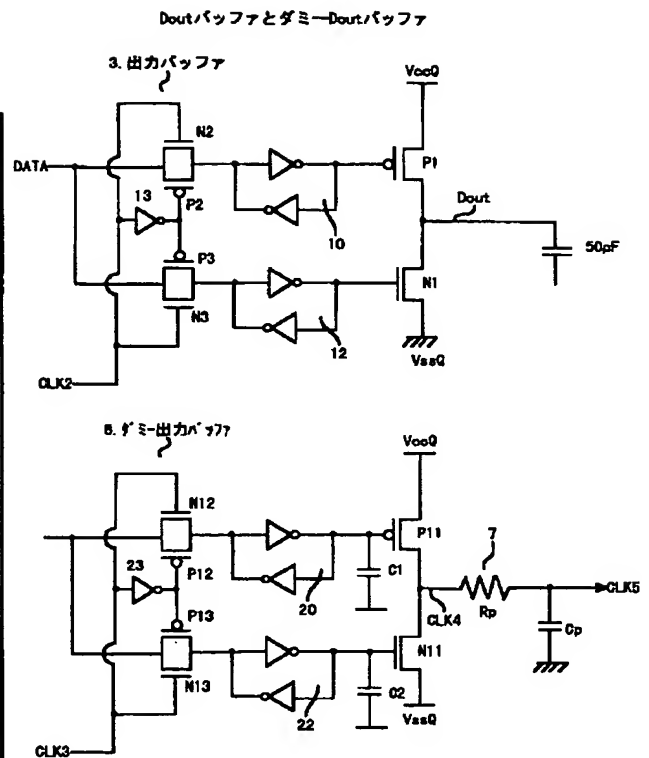 Doutバッファとダミー―Doutバッファ
3. 出力バッファ
VccQ
N2
DATA
13
P1
P2
Dout
10
50pF
P3
N1
N3
12
CLK2
VssQ
6. ダミー出力バッファ
VccQ
N12
23
P11
7
P12
C1
CLK5
20
CLK4
Rp
P13
Cp
N11
N13
C2
22
VssQ
CLK3